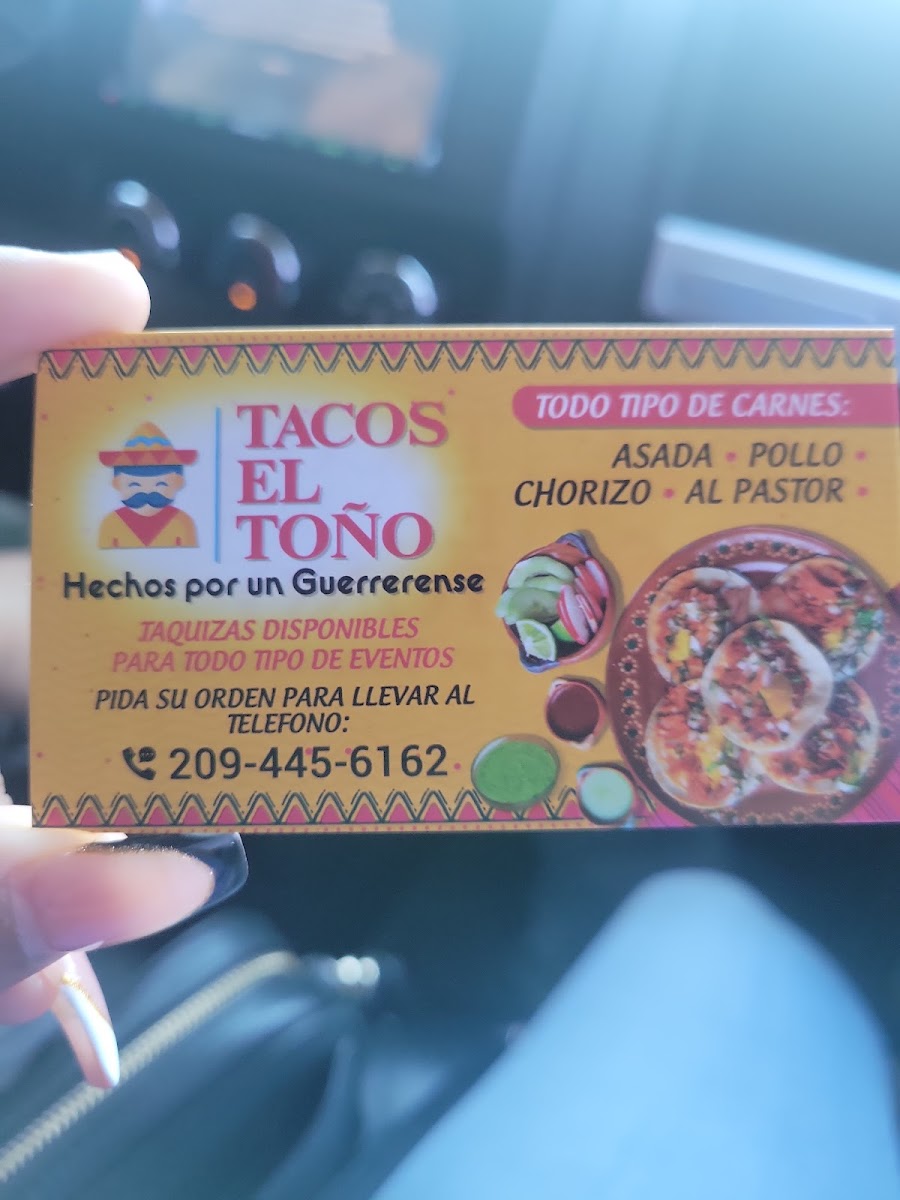 TACOS
EL
TOÑO
Hechos por un Guerrerense
TAQUIZAS DISPONIBLES
PARA TODO TIPO DE EVENTOS
PIDA SU ORDEN PARA LLEVAR AL
TELEFONO:
209-445-6162
TODO TIPO DE CARNES:
ASADA • POLLO •
CHORIZO • AL PASTOR •